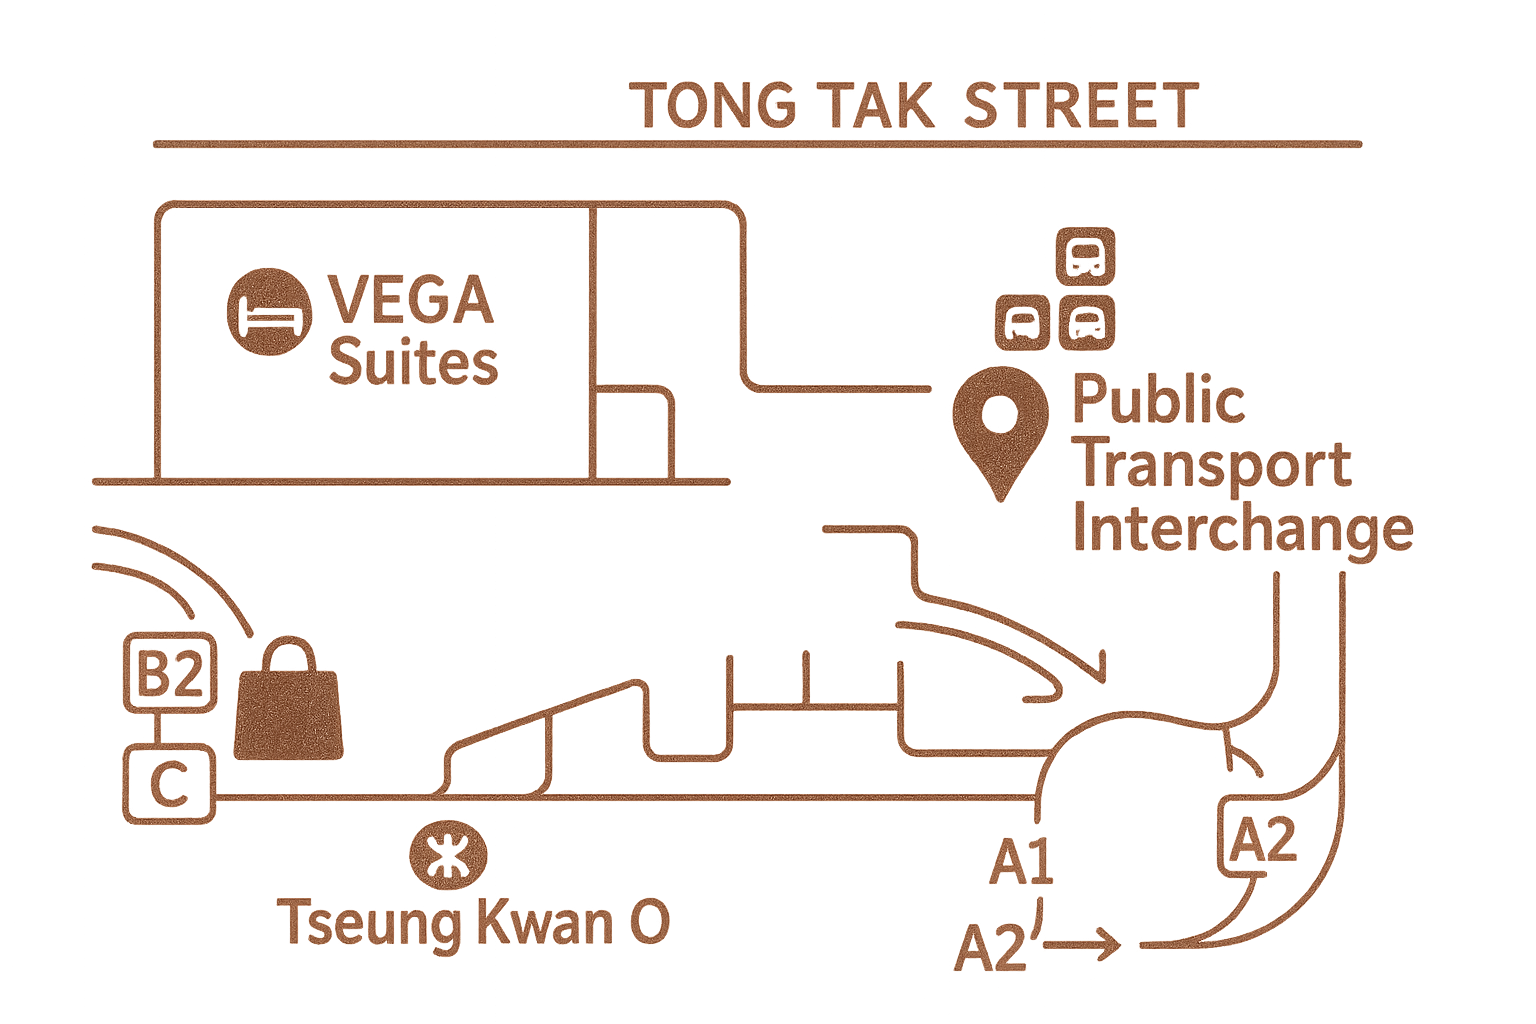 TONG TAK STREET
VEGA
Suites
Public
Transport
Interchange
B2
C
A1
A2
A2
Tseung Kwan O